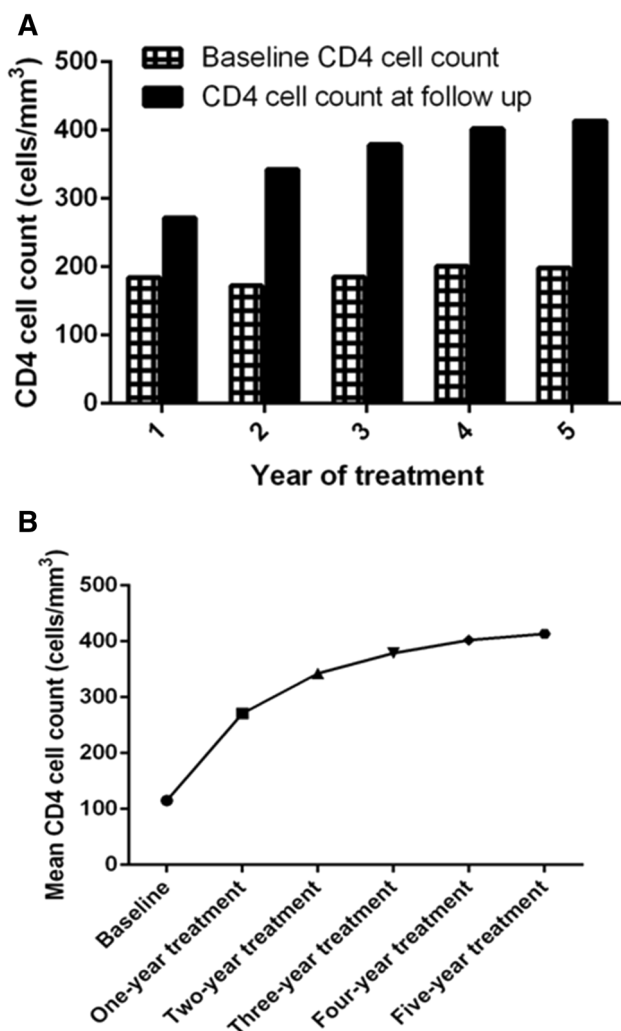 A
Baseline CD4 cell count
CD4 cell count at follow up
CD4 cell count (cells/mm³)
500
400
300
200
100
0
1
2
3
4
5
Year of treatment
B
Mean CD4 cell count (cells/mm³)
500
400
300
200
100
0
Baseline
One-year treatment
Two-year treatment
Three-year treatment
Four-year treatment
Five-year treatment